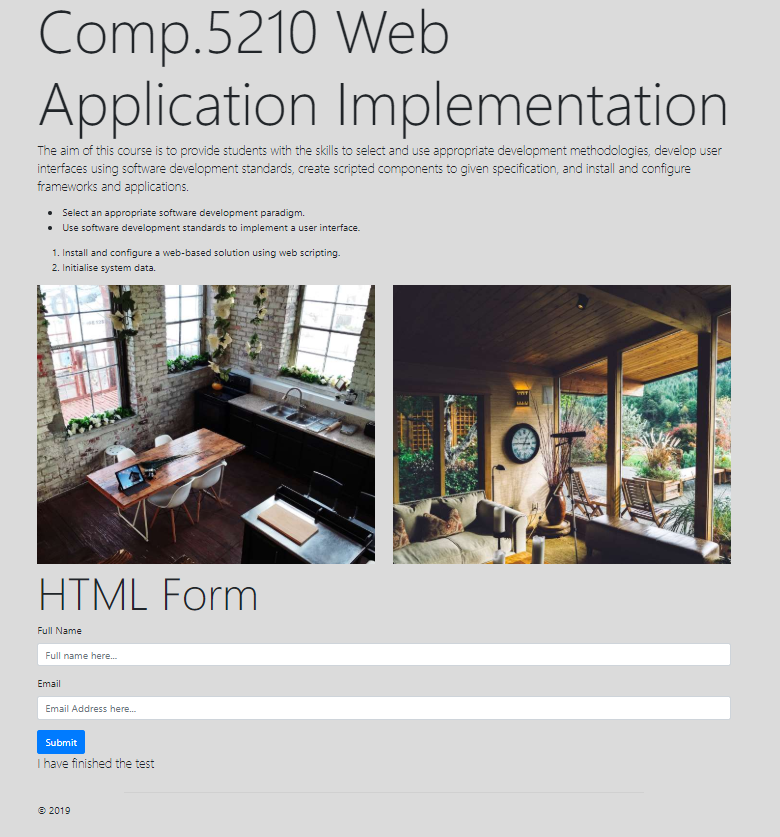 Comp.5210 Web
Application Implementation
The aim of this course is to provide students with the skills to select and use appropriate development methodologies, develop user
interfaces using software development standards, create scripted components to given specification, and install and configure
frameworks and applications.
• Select an appropriate software development paradigm.
• Use software development standards to implement a user interface.
1. Install and configure a web-based solution using web scripting.
2. Initialise system data.
HTML Form
Full Name
Full name here...
Email
Email Address here...
Submit
I have finished the test
© 2019